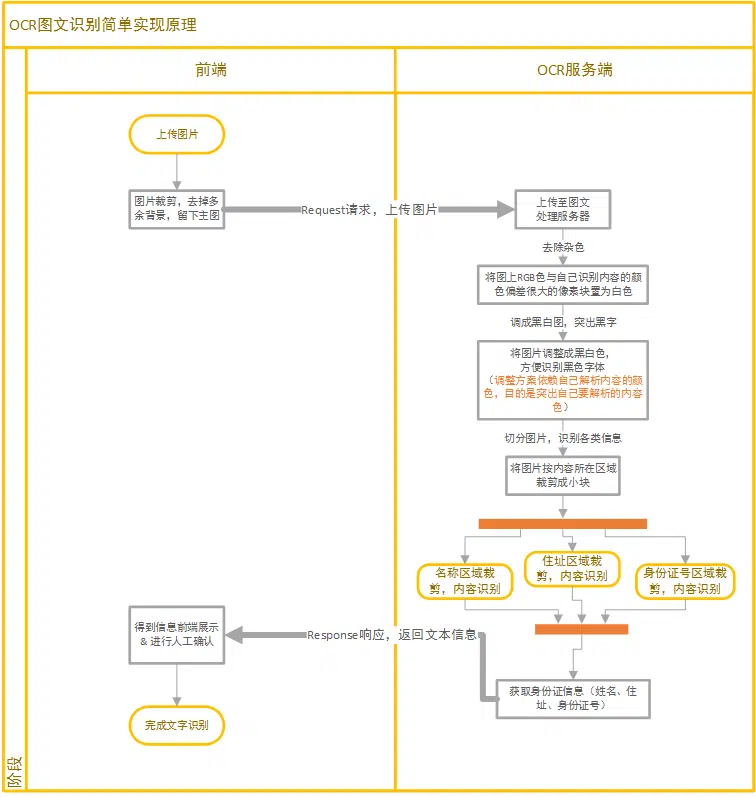 OCR图文识别简单实现原理
前端
OCR服务端
上传图片
图片裁剪，去掉多
余背景，留下主图
Request请求，上传图片
上传至图文
处理服务器
去除杂色
将图上RGB色与自己识别内容的颜
色偏差很大的像素块置为白色
调成黑白图，突出黑字
将图片调整成黑白色，
方便识别黑色字体
（调整方案依赖自己解析内容的颜
色，目的是突出自己要解析的内容
色）
切分图片，识别各类信息
将图片按内容所在区域
裁剪成小块
名称区域裁
剪，内容识别
住址区域裁
剪，内容识别
身份证号区域裁
剪，内容识别
得到信息前端展示
& 进行人工确认
Response响应，返回文本信息
获取身份证信息（姓名、住
址、身份证号）
完成文字识别
阶段